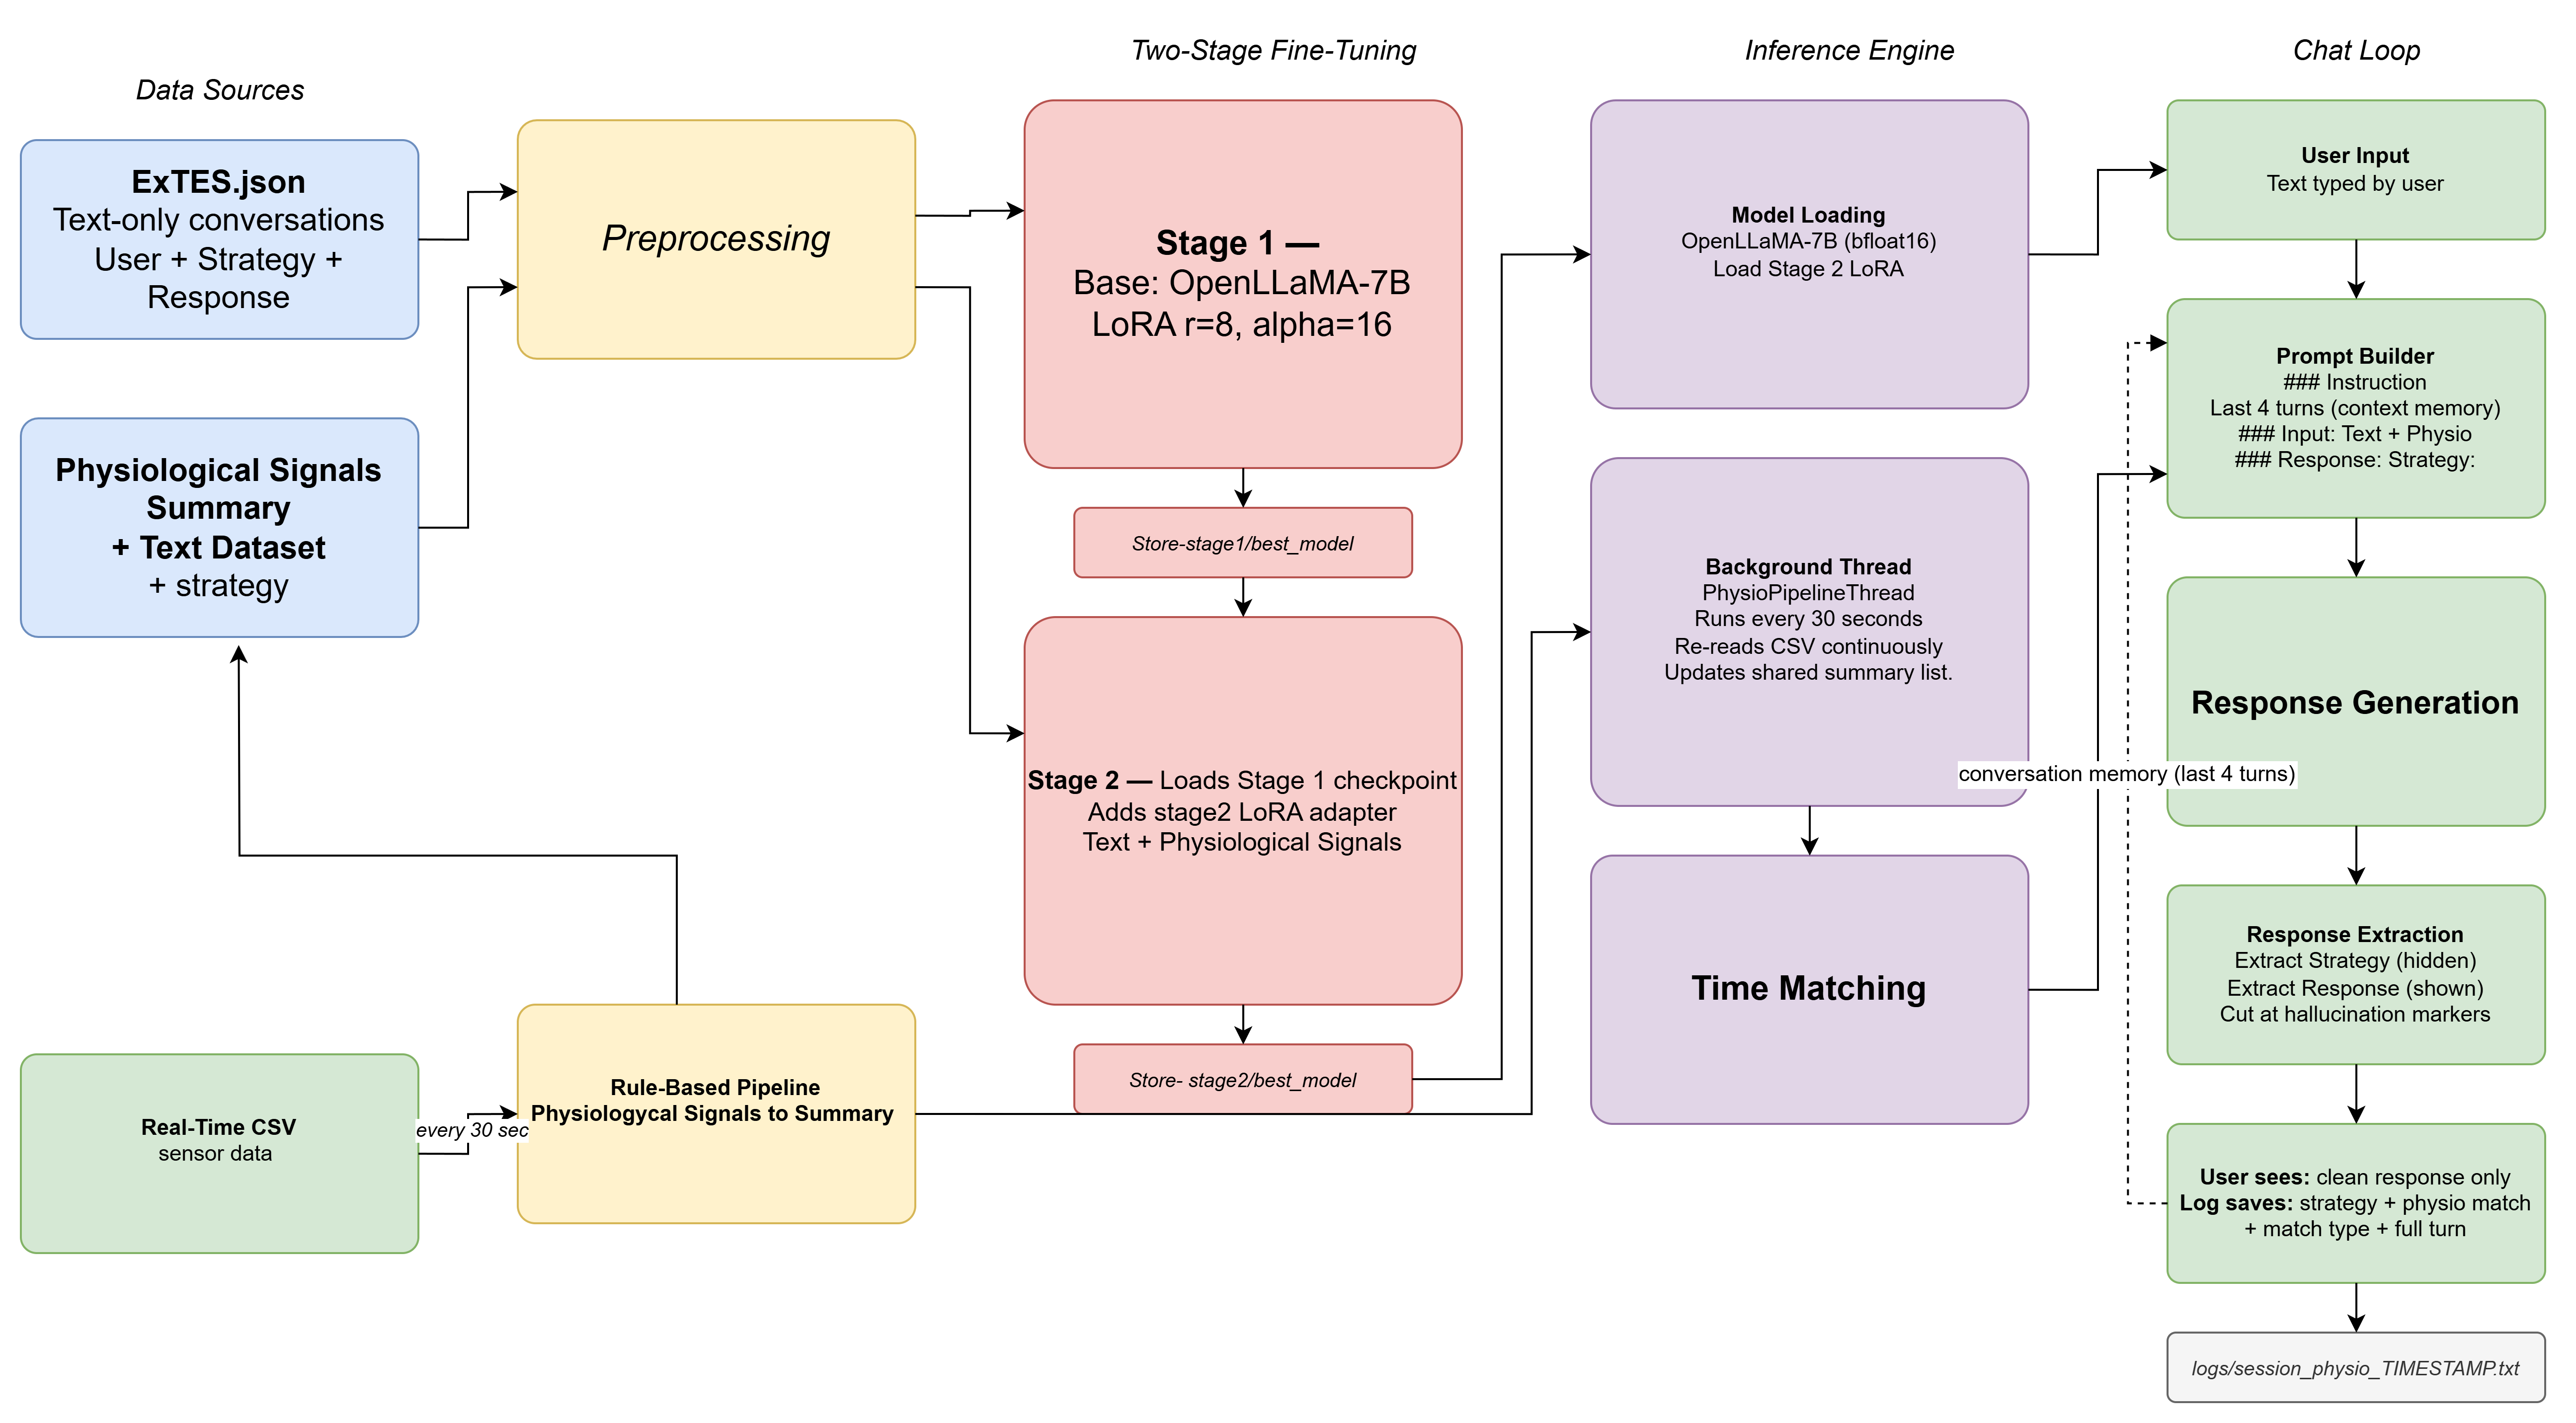 Data Sources
ExTES.json
Text-only conversations
User + Strategy +
Response
Physiological Signals
Summary
+ Text Dataset
+ strategy
Real-Time CSV
sensor data
every 30 sec
Preprocessing
Rule-Based Pipeline
Physiologycal Signals to Summary
Two-Stage Fine-Tuning
Stage 1 —
Base: OpenLLaMA-7B
LoRA r=8, alpha=16
Store-stage1/best_model
Stage 2 — Loads Stage 1 checkpoint
Adds stage2 LoRA adapter
Text + Physiological Signals
Store- stage2/best_model
Inference Engine
Model Loading
OpenLLaMA-7B (bfloat16)
Load Stage 2 LoRA
Background Thread
PhysioPipelineThread
Runs every 30 seconds
Re-reads CSV continuously
Updates shared summary list.
Time Matching
Chat Loop
User Input
Text typed by user
Prompt Builder
### Instruction
Last 4 turns (context memory)
### Input: Text + Physio
### Response: Strategy:
Response Generation
conversation memory (last 4 turns)
Response Extraction
Extract Strategy (hidden)
Extract Response (shown)
Cut at hallucination markers
User sees: clean response only
Log saves: strategy + physio match
+ match type + full turn
logs/session_physio_TIMESTAMP.txt